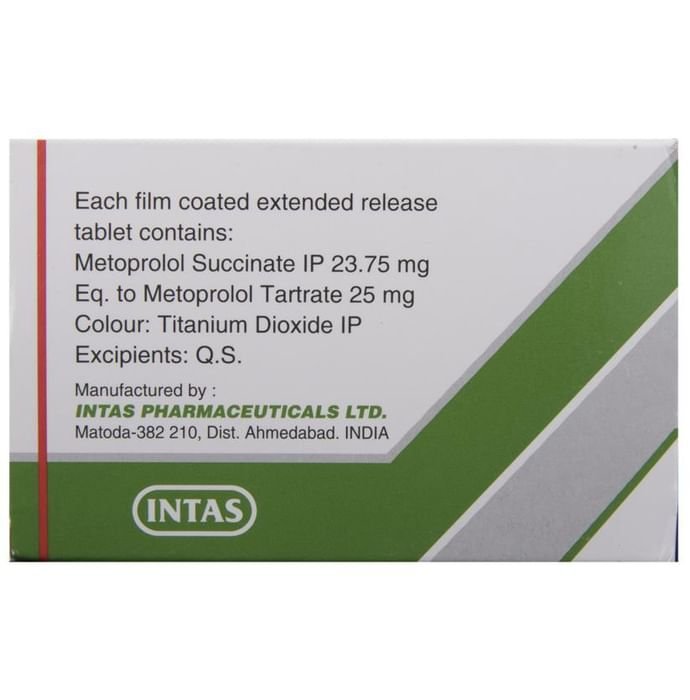 Each film coated extended release
tablet contains:
Metoprolol Succinate IP 23.75 mg
Eq. to Metoprolol Tartrate 25 mg
Colour: Titanium Dioxide IP
Excipients: Q.S.
Manufactured by :
INTAS PHARMACEUTICALS LTD.
Matoda-382 210, Dist. Ahmedabad. INDIA
INTAS